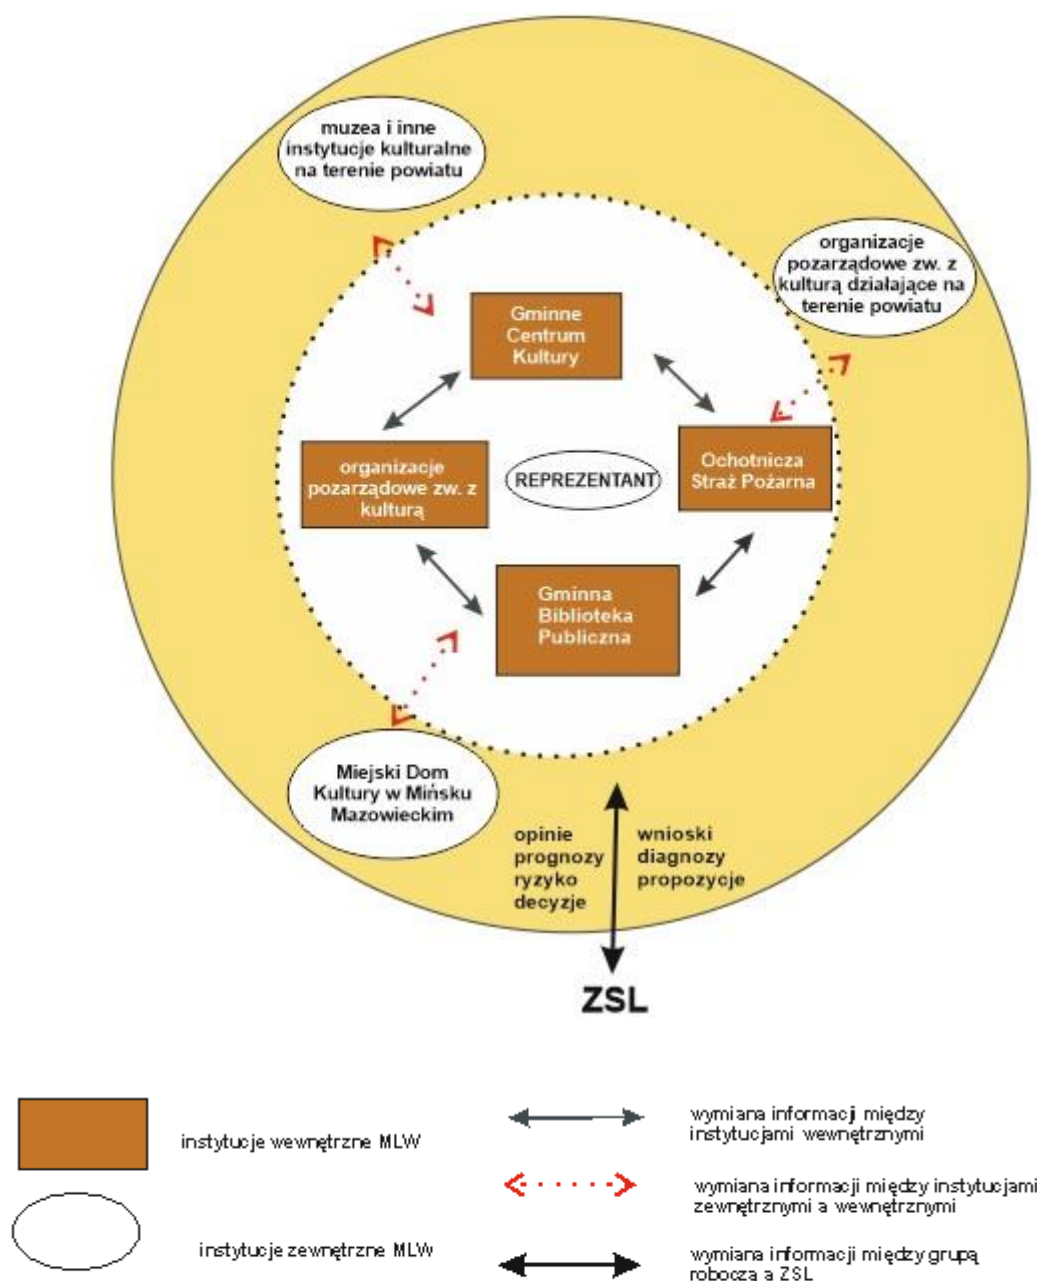 muzea i inne
instytucje kulturalne
na terenie powiatu
organizacje
pozarządowe zw. z
kulturą działające na
terenie powiatu
Gminne
Centrum
Kultury
organizacje
pozarządowe zw. z
kulturą
REPREZENTANT
Ochotnicza
Straż Pożarna
Gminna
Biblioteka
Publiczna
Miejski Dom
Kultury w Mińsku
Mazowieckim
opinie
prognozy
ryzyko
decyzje
wnioski
diagnozy
propozycje
ZSL
instytucje wewnętrzne MLW
instytucje zewnętrzne MLW
wymiana informacji między
instytucjami wewnętrznymi
wymiana informacji między instytucjami
zewnętrznymi a wewnętrznymi
wymiana informacji między grupą
roboczą a ZSL